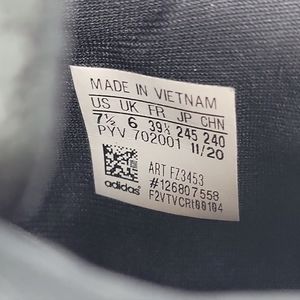 MADE IN VIETNAM
US UK FR JP CHN
7½ 6 39⅓ 245 240
PYV 702001 11/20
ART FZ3453
#126807558
F2VTVCRt00104
adidas